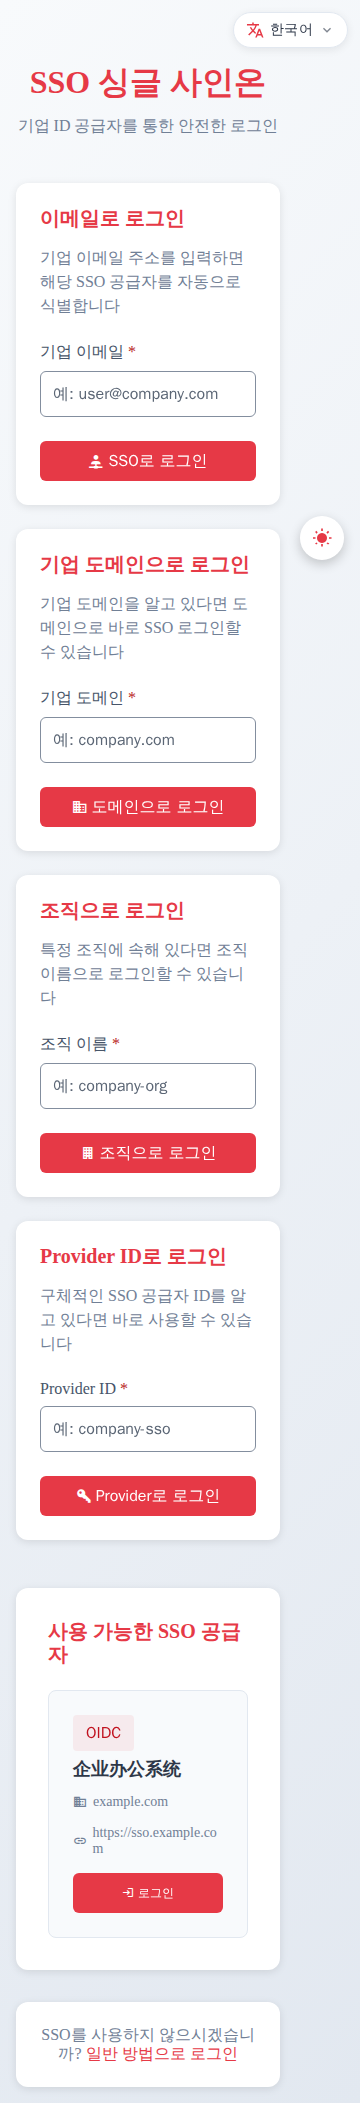 한국어
SSO 싱글 사인온
기업 ID 공급자를 통한 안전한 로그인
이메일로 로그인
기업 이메일 주소를 입력하면
해당 SSO 공급자를 자동으로
식별합니다
기업 이메일 *
예: user@company.com
SSO로 로그인
기업 도메인으로 로그인
기업 도메인을 알고 있다면 도
메인으로 바로 SSO 로그인할
수 있습니다
기업 도메인 *
예: company.com
도메인으로 로그인
조직으로 로그인
특정 조직에 속해 있다면 조직
이름으로 로그인할 수 있습니
다
조직 이름 *
예: company-org
조직으로 로그인
Provider ID로 로그인
구체적인 SSO 공급자 ID를 알
고 있다면 바로 사용할 수 있습
니다
Provider ID *
예: company-sso
Provider로 로그인
사용 가능한 SSO 공급
자
OIDC
企业办公系统
example.com
https://sso.example.co
m
로그인
SSO를 사용하지 않으시겠습니
까? 일반 방법으로 로그인